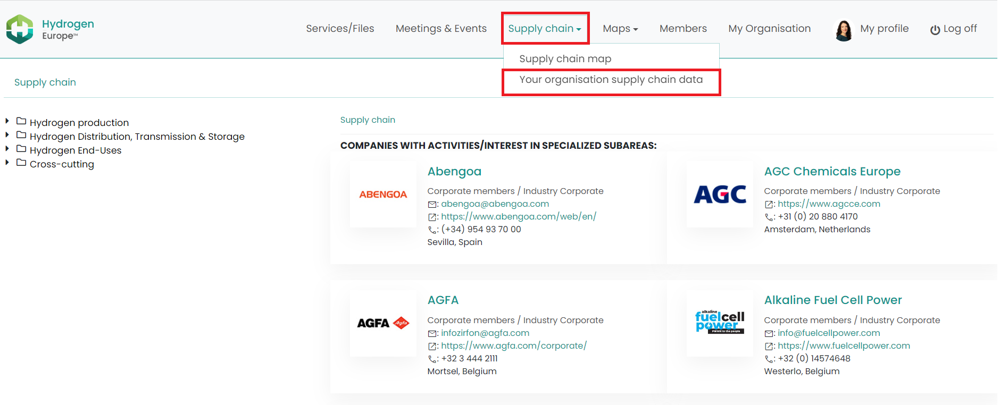 Hydrogen
Europe™
Services/Files
Meetings & Events
Supply chain
Maps
Members
My Organisation
My profile
Log off
Supply chain map
Your organisation supply chain data
Supply chain
Hydrogen production
Hydrogen Distribution, Transmission & Storage
Hydrogen End-Uses
Cross-cutting
Supply chain
COMPANIES WITH ACTIVITIES/INTEREST IN SPECIALIZED SUBAREAS:
ABENGOA
Abengoa
Corporate members / Industry Corporate
: abengoa@abengoa.com
: https://www.abengoa.com/web/en/
: (+34) 954 93 70 00
Sevilla, Spain
AGC
AGC Chemicals Europe
Corporate members / Industry Corporate
: https://www.agcce.com
: +31 (0) 20 880 4170
Amsterdam, Netherlands
AGFA Agfa
AGFA
Corporate members / Industry Corporate
: infozirfon@agfa.com
: https://www.agfa.com/corporate/
: +32 3 444 2111
Mortsel, Belgium
alkaline
fuelcell
power
PWWR to the people
Alkaline Fuel Cell Power
Corporate members / Industry Corporate
: info@fuelcellpower.com
: https://www.fuelcellpower.com
: +32 (0) 14574648
Westerlo, Belgium